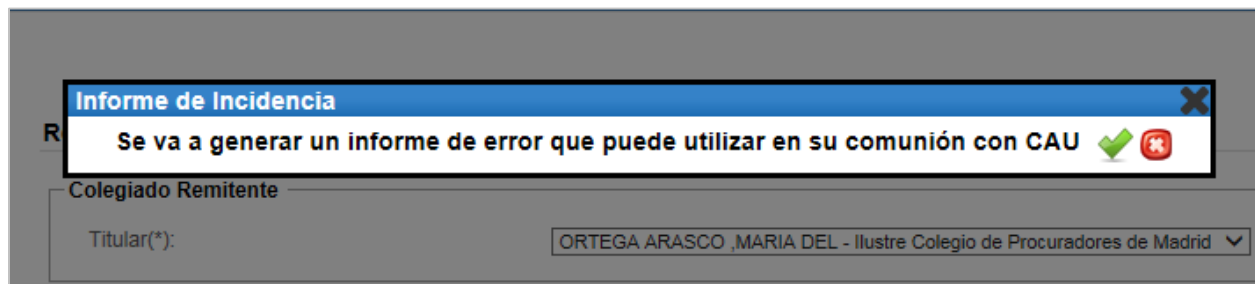 Informe de Incidencia
Se va a generar un informe de error que puede utilizar en su comunión con CAU
R
Colegiado Remitente
Titular(*):
ORTEGA ARASCO ,MARIA DEL - Ilustre Colegio de Procuradores de Madrid